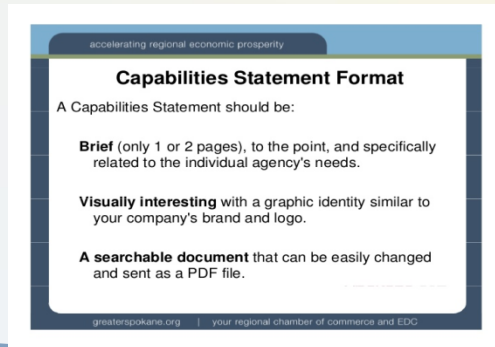 accelerating regional economic prosperity
Capabilities Statement Format
A Capabilities Statement should be:
Brief (only 1 or 2 pages), to the point, and specifically
related to the individual agency's needs.
Visually interesting with a graphic identity similar to
your company's brand and logo.
A searchable document that can be easily changed
and sent as a PDF file.
greaterspokane.org | your regional chamber of commerce and EDC